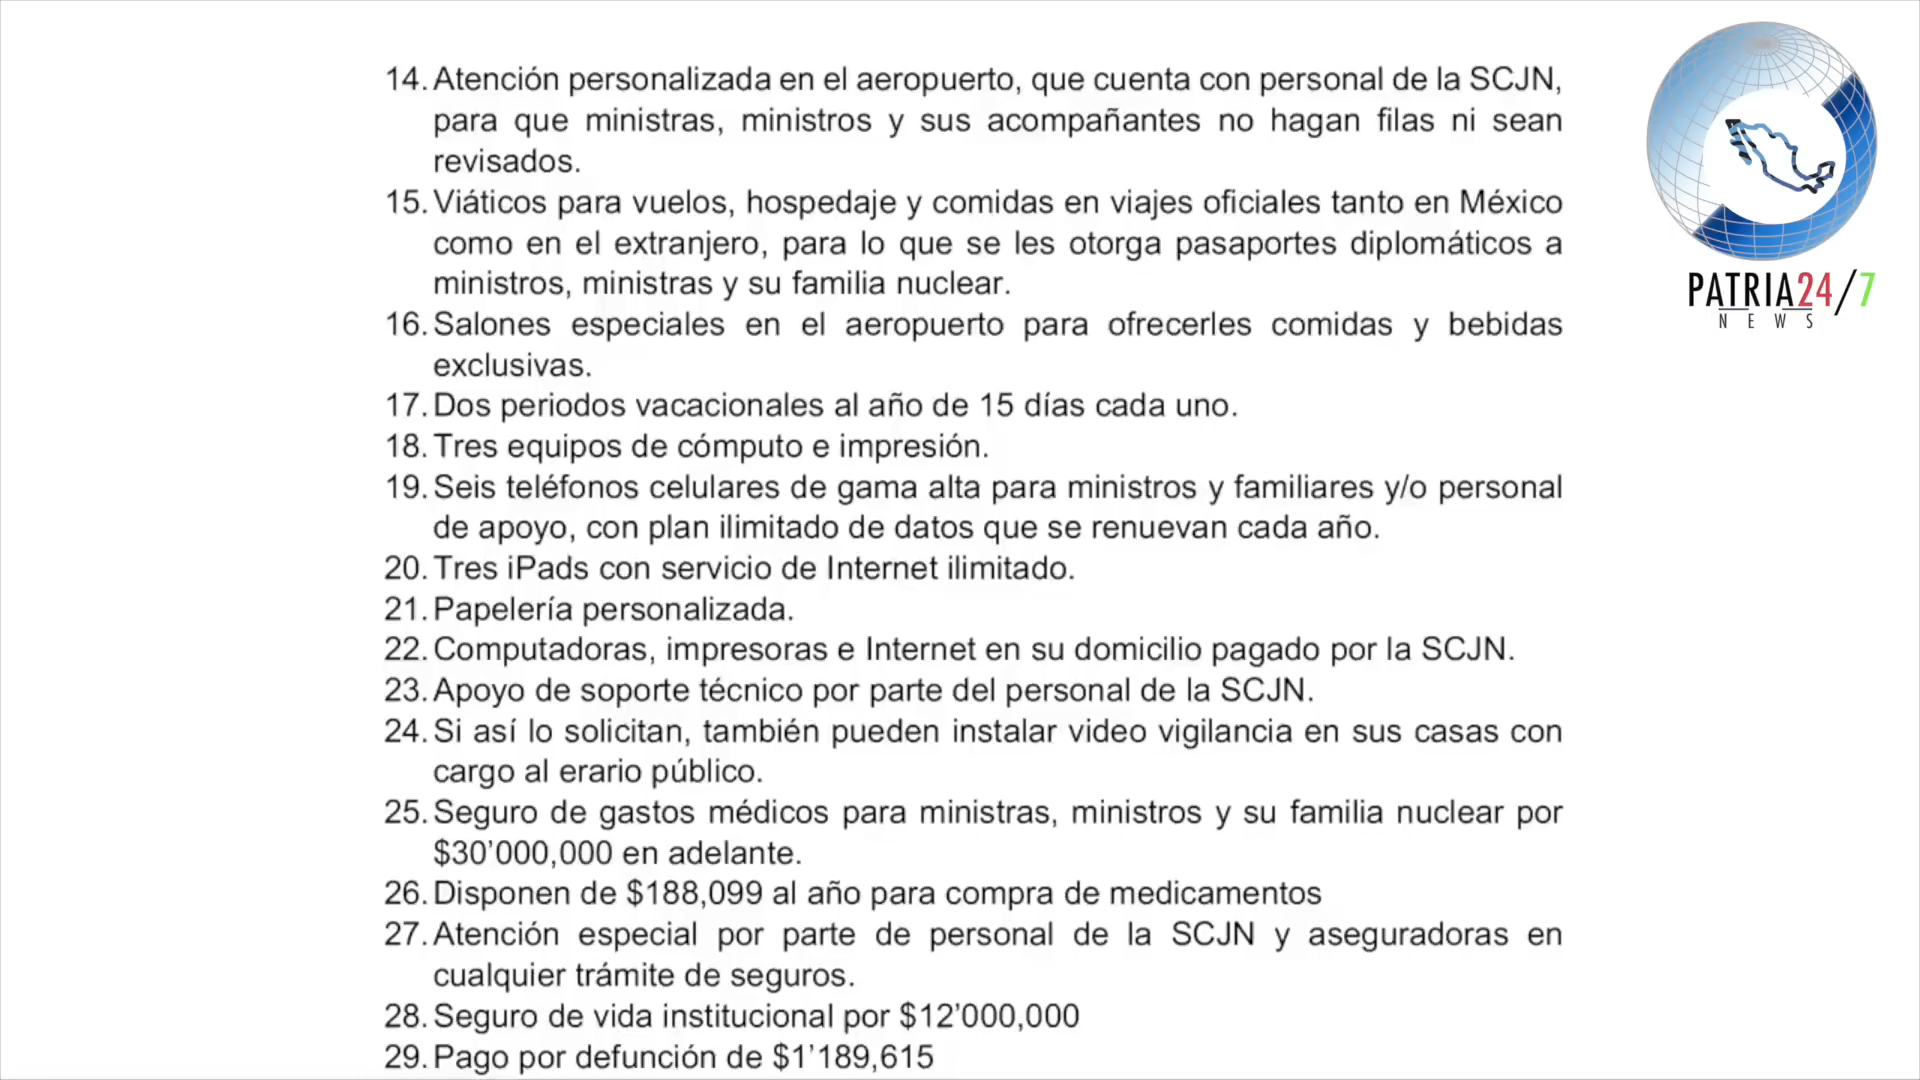 14. Atención personalizada en el aeropuerto, que cuenta con personal de la SCJN,
para que ministras, ministros y sus acompañantes no hagan filas ni sean
revisados.
15. Viáticos para vuelos, hospedaje y comidas en viajes oficiales tanto en México
como en el extranjero, para lo que se les otorga pasaportes diplomáticos a
ministros, ministras y su familia nuclear.
16. Salones especiales en el aeropuerto para ofrecerles comidas y bebidas
exclusivas.
17. Dos periodos vacacionales al año de 15 días cada uno.
18. Tres equipos de cómputo e impresión.
19. Seis teléfonos celulares de gama alta para ministros y familiares y/o personal
de apoyo, con plan ilimitado de datos que se renuevan cada año.
20. Tres iPads con servicio de Internet ilimitado.
21. Papelería personalizada.
22. Computadoras, impresoras e Internet en su domicilio pagado por la SCJN.
23. Apoyo de soporte técnico por parte del personal de la SCJN.
24. Si así lo solicitan, también pueden instalar video vigilancia en sus casas con
cargo al erario público.
25. Seguro de gastos médicos para ministras, ministros y su familia nuclear por
$30’000,000 en adelante.
26. Disponen de $188,099 al año para compra de medicamentos
27. Atención especial por parte de personal de la SCJN y aseguradoras en
cualquier trámite de seguros.
28. Seguro de vida institucional por $12’000,000
29. Pago por defunción de $1’189,615
PATRIA24/7
NEWS